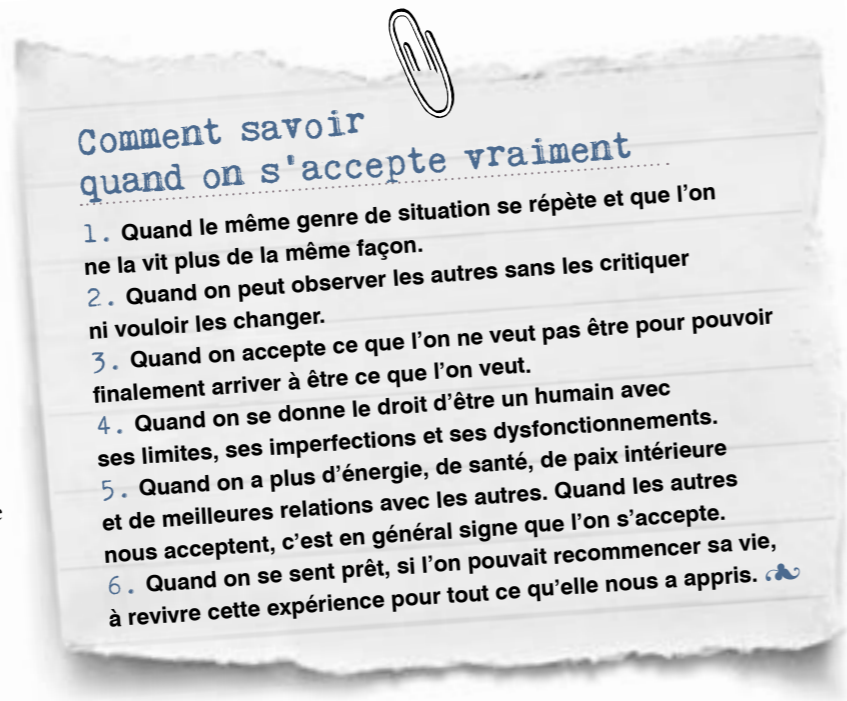 Comment savoir
quand on s'accepte vraiment
1. Quand le même genre de situation se répète et que l'on
ne la vit plus de la même façon.
2. Quand on peut observer les autres sans les critiquer
ni vouloir les changer.
3. Quand on accepte ce que l'on ne veut pas être pour pouvoir
finalement arriver à être ce que l'on veut.
4. Quand on se donne le droit d'être un humain avec
ses limites, ses imperfections et ses dysfonctionnements.
5. Quand on a plus d'énergie, de santé, de paix intérieure
et de meilleures relations avec les autres. Quand les autres
nous acceptent, c'est en général signe que l'on s'accepte.
6. Quand on se sent prêt, si l'on pouvait recommencer sa vie,
à revivre cette expérience pour tout ce qu'elle nous a appris.